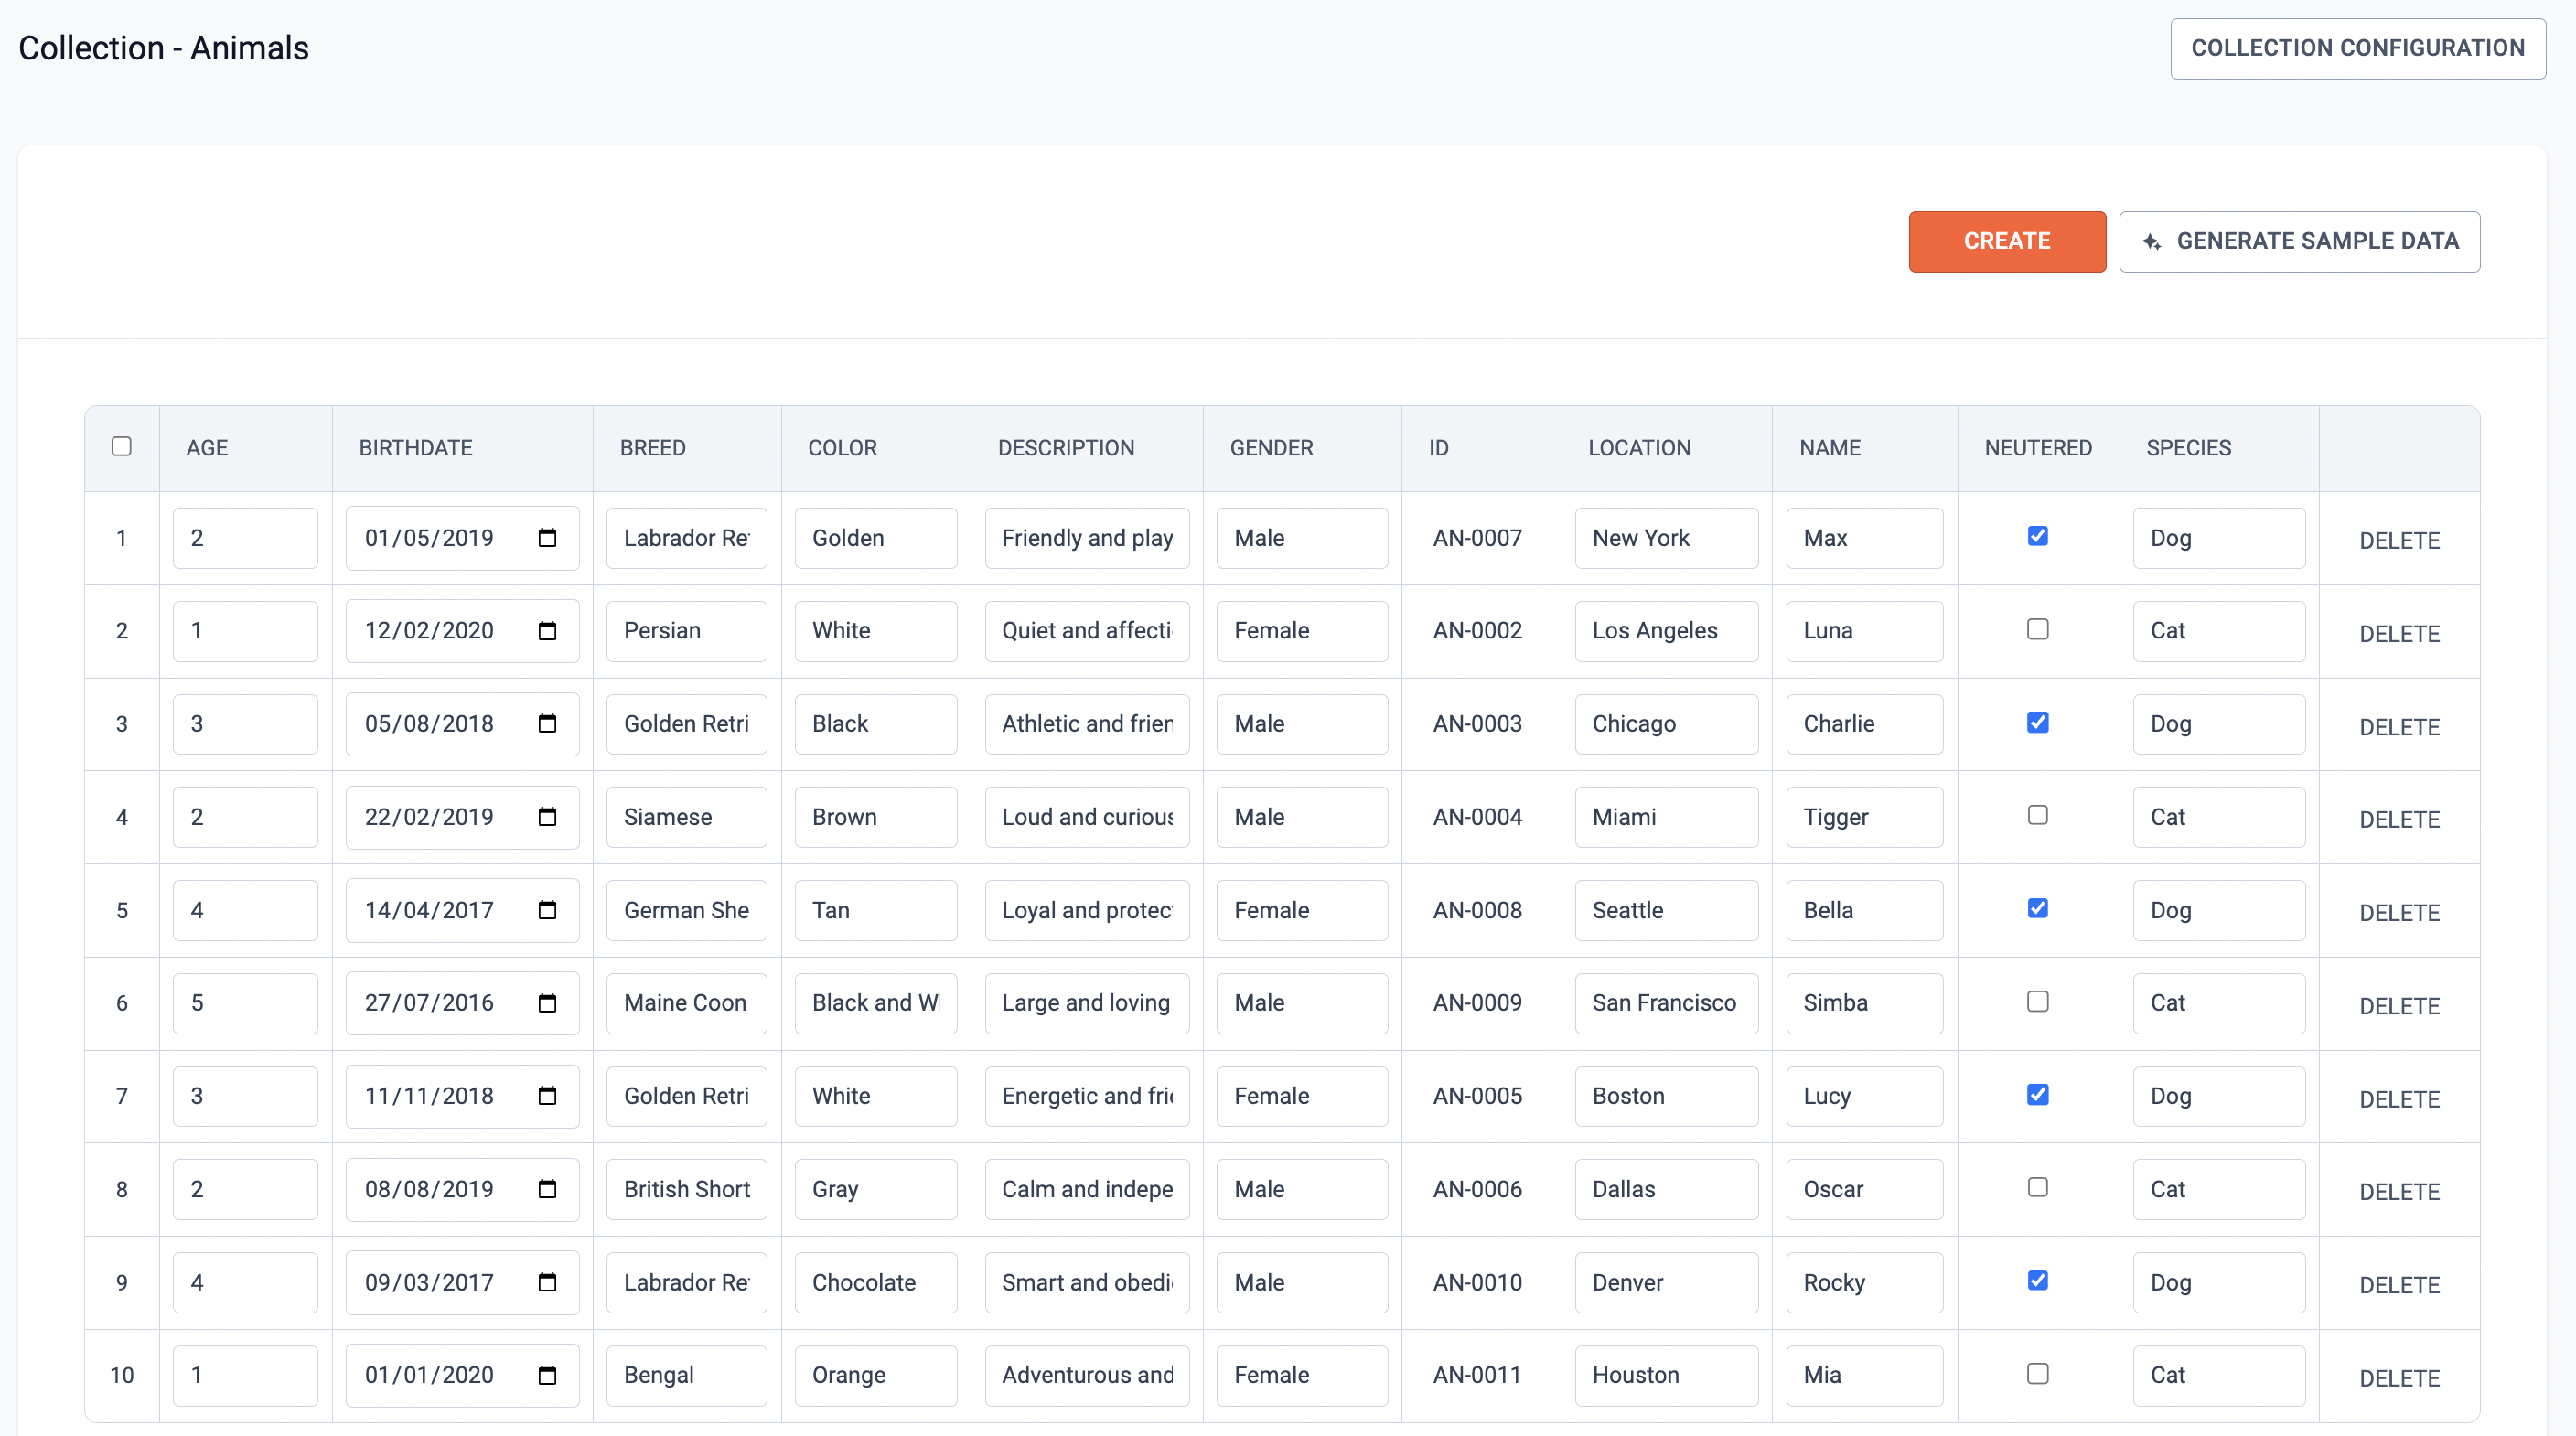 Collection - Animals
COLLECTION CONFIGURATION
CREATE
GENERATE SAMPLE DATA
AGE BIRTHDATE BREED COLOR DESCRIPTION GENDER ID LOCATION NAME NEUTERED SPECIES
1 2 01/05/2019 Labrador Re Golden Friendly and play Male AN-0007 New York Max Dog DELETE
2 1 12/02/2020 Persian White Quiet and affecti Female AN-0002 Los Angeles Luna Cat DELETE
3 3 05/08/2018 Golden Retri Black Athletic and frien Male AN-0003 Chicago Charlie Dog DELETE
4 2 22/02/2019 Siamese Brown Loud and curious Male AN-0004 Miami Tigger Cat DELETE
5 4 14/04/2017 German She Tan Loyal and protec Female AN-0008 Seattle Bella Dog DELETE
6 5 27/07/2016 Maine Coon Black and W Large and loving Male AN-0009 San Francisco Simba Cat DELETE
7 3 11/11/2018 Golden Retri White Energetic and frie Female AN-0005 Boston Lucy Dog DELETE
8 2 08/08/2019 British Short Gray Calm and indepe Male AN-0006 Dallas Oscar Cat DELETE
9 4 09/03/2017 Labrador Re Chocolate Smart and obedi Male AN-0010 Denver Rocky Dog DELETE
10 1 01/01/2020 Bengal Orange Adventurous and Female AN-0011 Houston Mia Cat DELETE